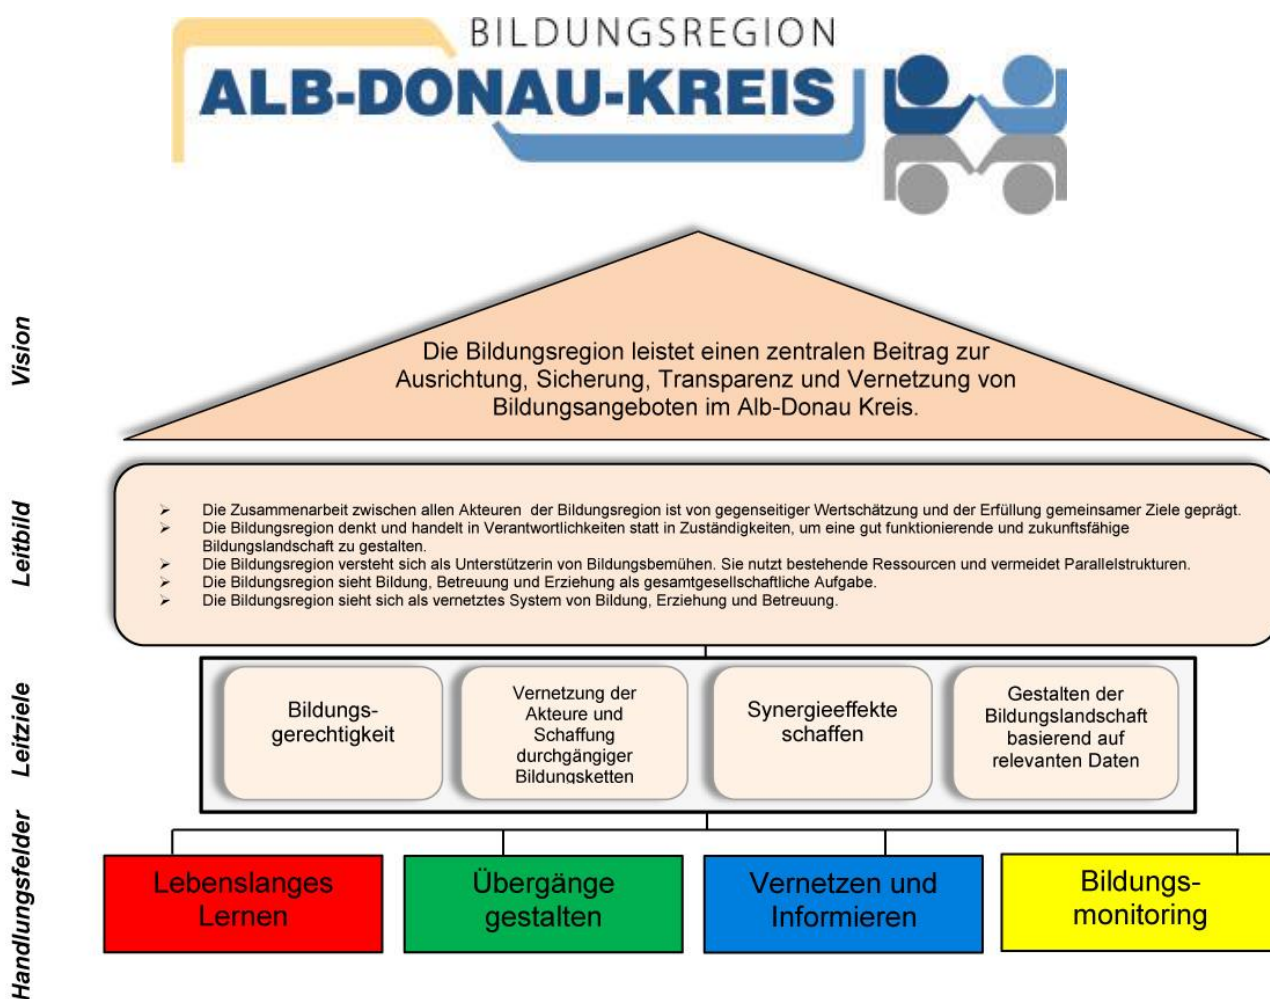 BILDUNGSREGION
ALB-DONAU-KREIS
Vision
Die Bildungsregion leistet einen zentralen Beitrag zur
Ausrichtung, Sicherung, Transparenz und Vernetzung von
Bildungsangeboten im Alb-Donau Kreis.
Leitbild
➢ Die Zusammenarbeit zwischen allen Akteuren der Bildungsregion ist von gegenseitiger Wertschätzung und der Erfüllung gemeinsamer Ziele geprägt.
➢ Die Bildungsregion denkt und handelt in Verantwortlichkeiten statt in Zuständigkeiten, um eine gut funktionierende und zukunftsfähige
Bildungslandschaft zu gestalten.
➢ Die Bildungsregion versteht sich als Unterstützerin von Bildungsbemühen. Sie nutzt bestehende Ressourcen und vermeidet Parallelstrukturen.
➢ Die Bildungsregion sieht Bildung, Betreuung und Erziehung als gesamtgesellschaftliche Aufgabe.
➢ Die Bildungsregion sieht sich als vernetztes System von Bildung, Erziehung und Betreuung.
Leitziele
Bildungs-
gerechtigkeit
Vernetzung der
Akteure und
Schaffung
durchgängiger
Bildungsketten
Synergieeffekte
schaffen
Gestalten der
Bildungslandschaft
basierend auf
relevanten Daten
Handlungsfelder
Lebenslanges
Lernen
Übergänge
gestalten
Vernetzen und
Informieren
Bildungs-
monitoring